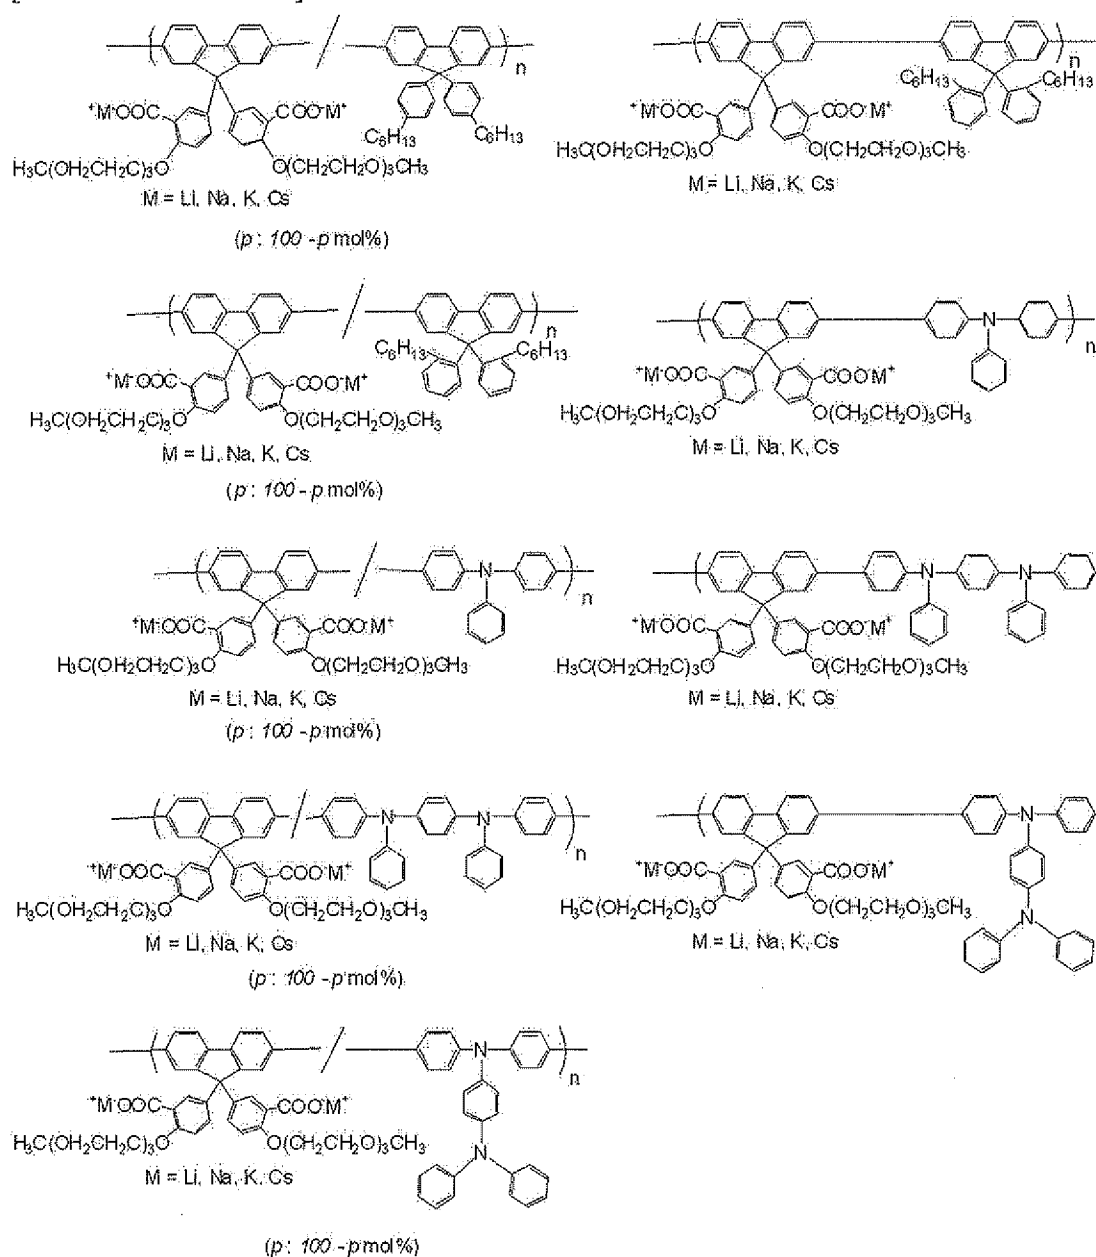 n
⁺M⁻OOC COO⁻M⁺
C₆H₁₃ C₆H₁₃
H₃C(OH₂CH₂C)₃O O(CH₂CH₂O)₃CH₃
M = Li, Na, K, Cs
(p : 100 - p mol%)
n
C₆H₁₃ C₆H₁₃
⁺M⁻OOC COO⁻M⁺
H₃C(OH₂CH₂C)₃O O(CH₂CH₂O)₃CH₃
M = Li, Na, K, Cs
n
C₆H₁₃ C₆H₁₃
⁺M⁻OOC COO⁻M⁺
H₃C(OH₂CH₂C)₃O O(CH₂CH₂O)₃CH₃
M = Li, Na, K, Cs
(p : 100 - p mol%)
N
n
⁺M⁻OOC COO⁻M⁺
H₃C(OH₂CH₂C)₃O O(CH₂CH₂O)₃CH₃
M = Li, Na, K, Cs
N
n
⁺M⁻OOC COO⁻M⁺
H₃C(OH₂CH₂C)₃O O(CH₂CH₂O)₃CH₃
M = Li, Na, K, Cs
(p : 100 - p mol%)
N N
⁺M⁻OOC COO⁻M⁺
H₃C(OH₂CH₂C)₃O O(CH₂CH₂O)₃CH₃
M = Li, Na, K, Cs
N N
n
⁺M⁻OOC COO⁻M⁺
H₃C(OH₂CH₂C)₃O O(CH₂CH₂O)₃CH₃
M = Li, Na, K, Cs
(p : 100 - p mol%)
N
⁺M⁻OOC COO⁻M⁺
H₃C(OH₂CH₂C)₃O O(CH₂CH₂O)₃CH₃
N
M = Li, Na, K, Cs
N
n
⁺M⁻OOC COO⁻M⁺
H₃C(OH₂CH₂C)₃O O(CH₂CH₂O)₃CH₃
N
M = Li, Na, K, Cs
(p : 100 - p mol%)